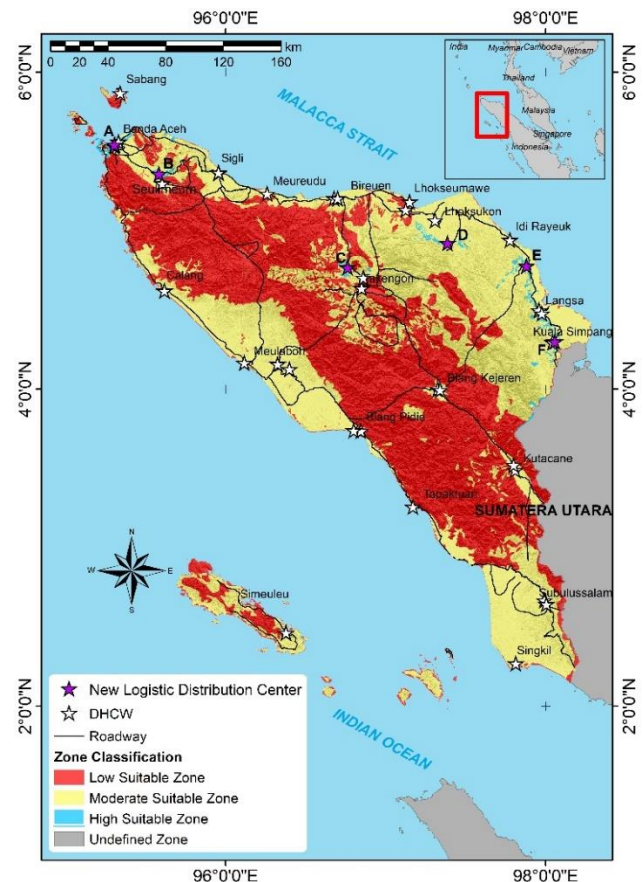 96°0'0"E
98°0'0"E
0 10 20 40 60 80 100 120 140 160
km
India
Myanmar
Cambodia
Vietnam
Thailand
Malaysia
Singapore
Indonesia
6°0'0"N
6°0'0"N
Sabang
MALACCA STRAIT
A
Banda Aceh
B
Sigli
Seulimeum
Meureudu
Bireuen
Lhokseumawe
Lhoksukon
Idi Rayeuk
D
E
C
Takengon
Calang
Langsa
Kuala Simpang
F
Meulaboh
4°0'0"N
4°0'0"N
Blang Kejeren
Blang Pidie
Kutacane
Tapaktuan
SUMATERA UTARA
N
W
E
S
Simeuleu
Subulussalam
Singkil
2°0'0"N
2°0'0"N
INDIAN OCEAN
New Logistic Distribution Center
DHCW
Roadway
Zone Classification
Low Suitable Zone
Moderate Suitable Zone
High Suitable Zone
Undefined Zone
96°0'0"E
98°0'0"E